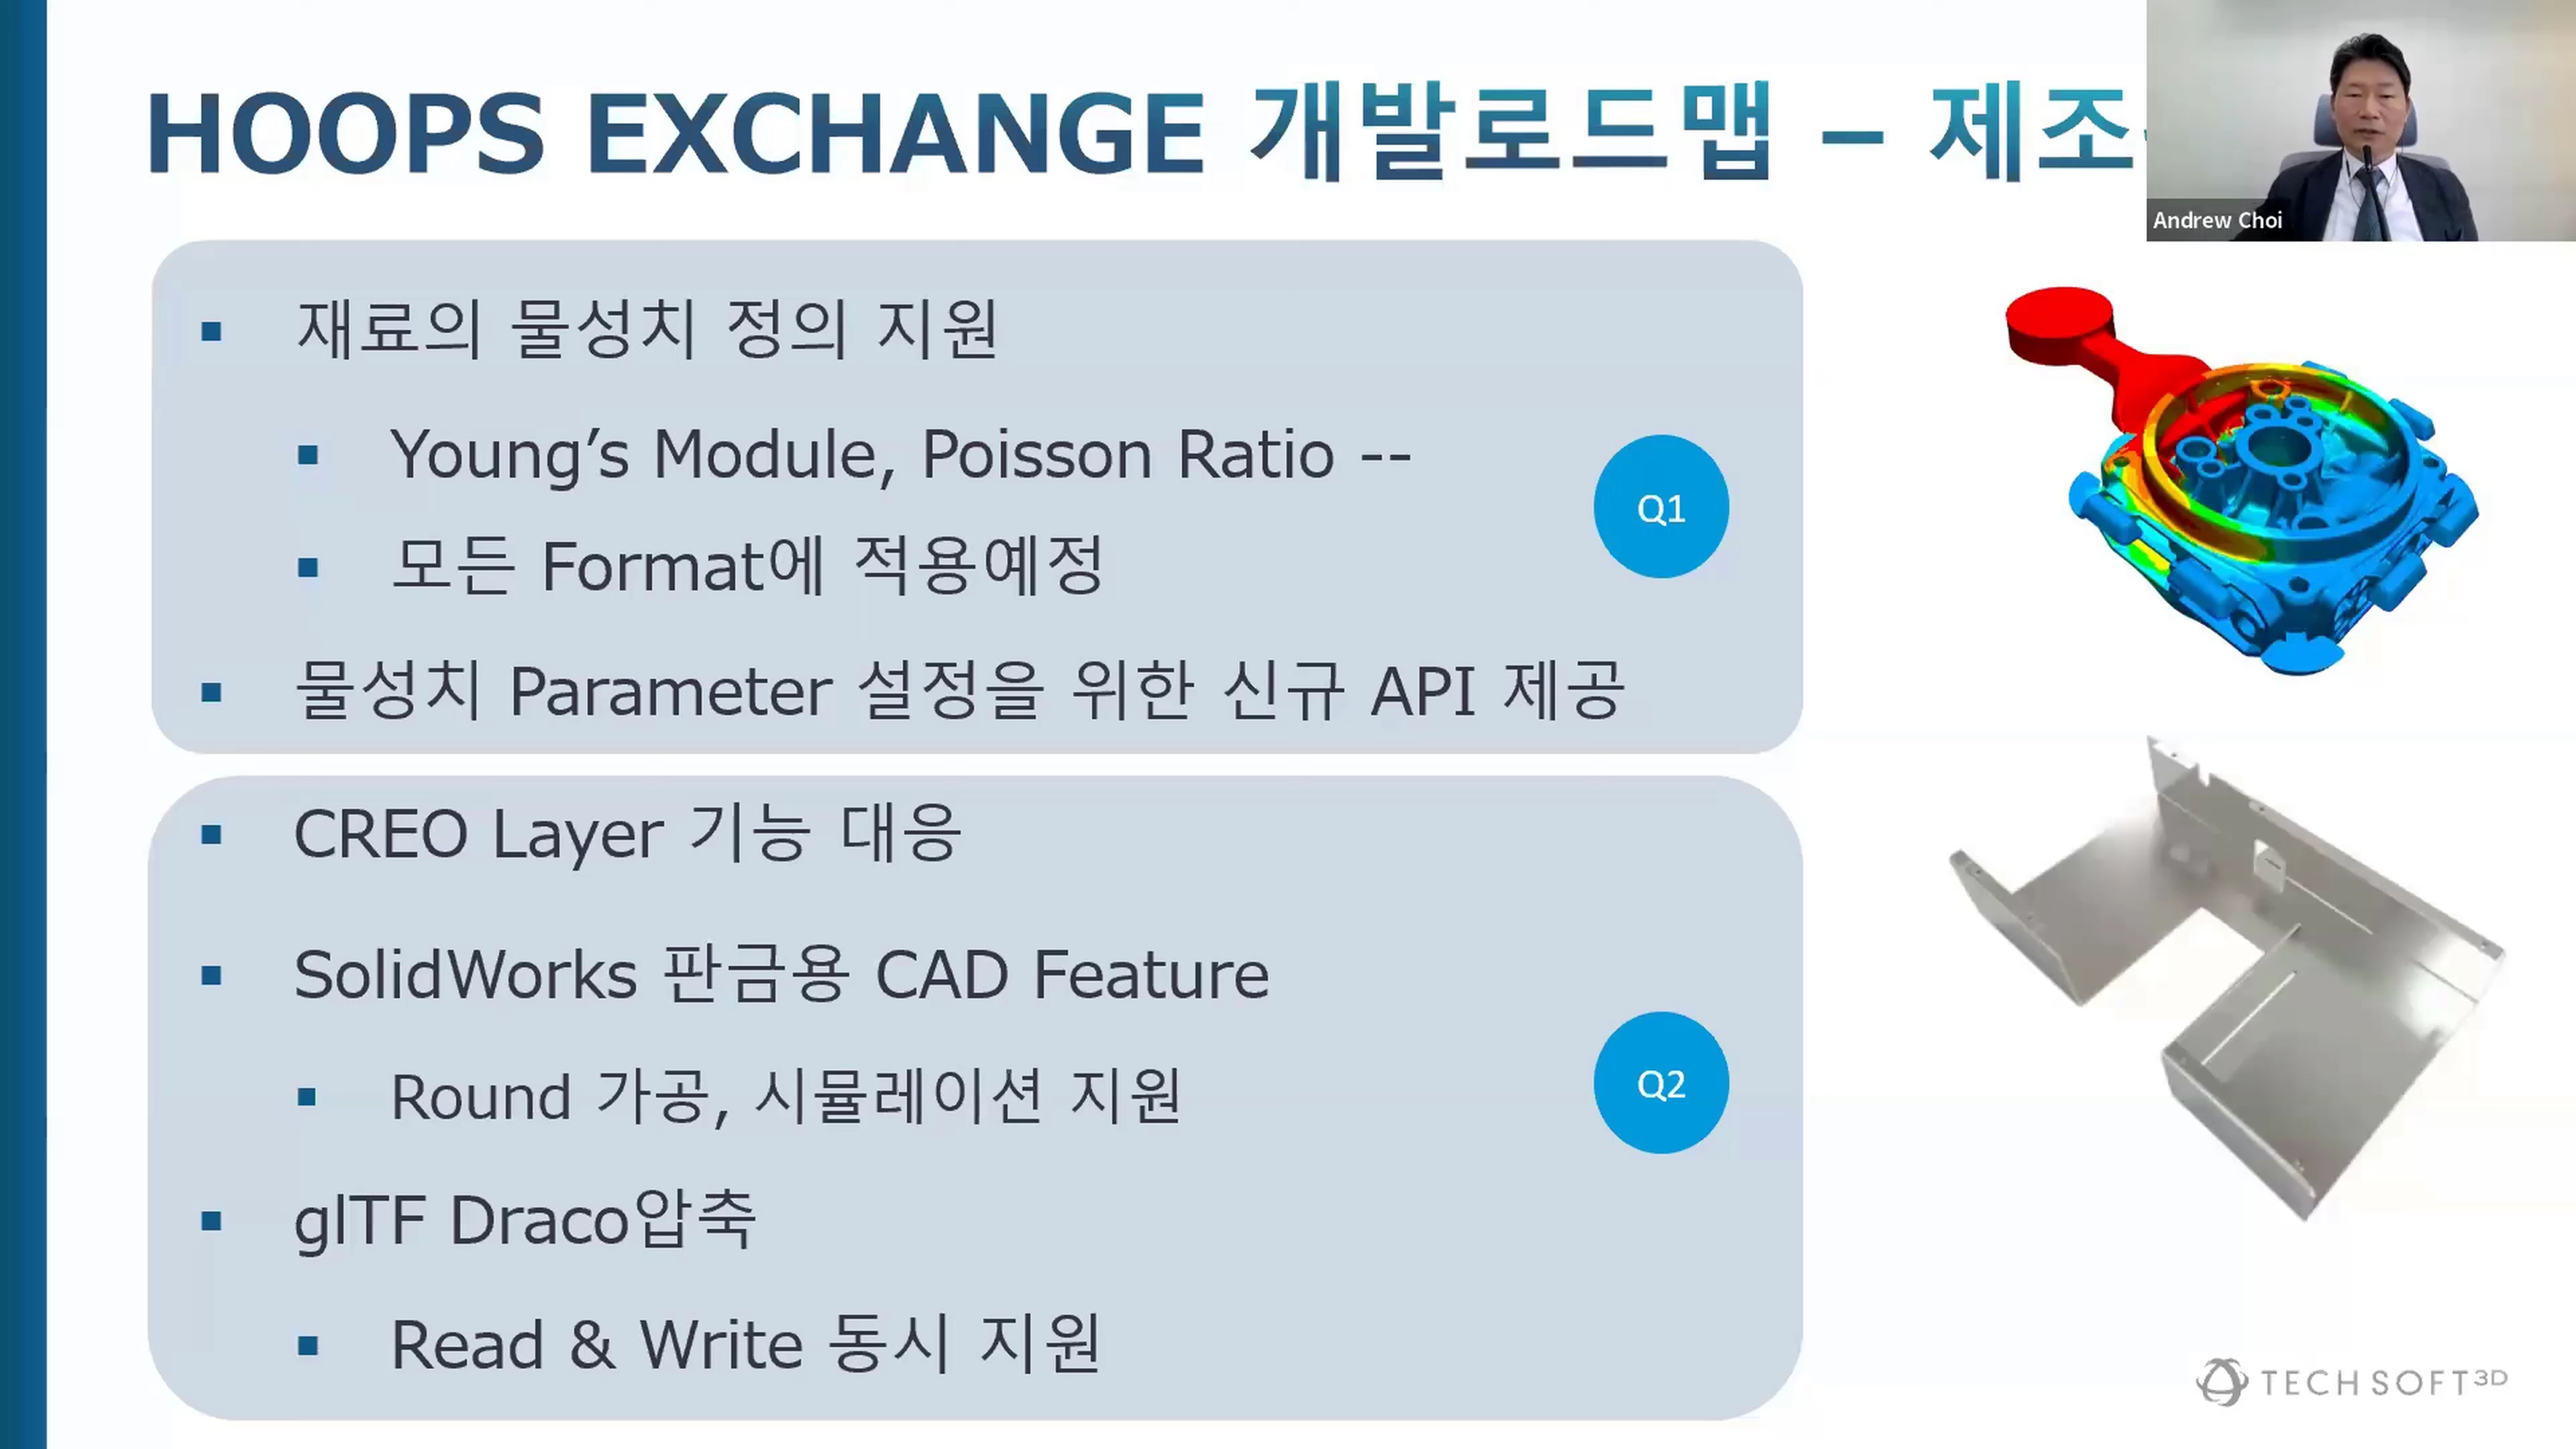 HOOPS EXCHANGE 개발로드맵 – 제조
Andrew Choi
재료의 물성치 정의 지원
Young’s Module, Poisson Ratio --
모든 Format에 적용예정
물성치 Parameter 설정을 위한 신규 API 제공
Q1
CREO Layer 기능 대응
SolidWorks 판금용 CAD Feature
Round 가공, 시뮬레이션 지원
glTF Draco압축
Read & Write 동시 지원
Q2
TECH SOFT 3D